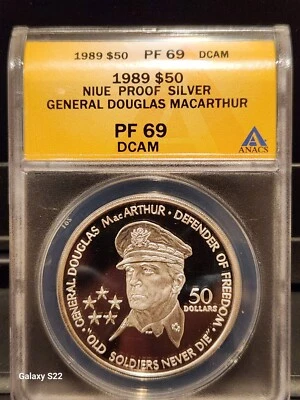 1989 $50 PF 69 DCAM
1989 $50
NIUE PROOF SILVER
GENERAL DOUGLAS MACARTHUR
PF 69
DCAM
ANACS
·GENERAL DOUGLAS MacARTHUR · DEFENDER OF FREEDOM·
50
DOLLARS
"OLD SOLDIERS NEVER DIE"
Galaxy S22